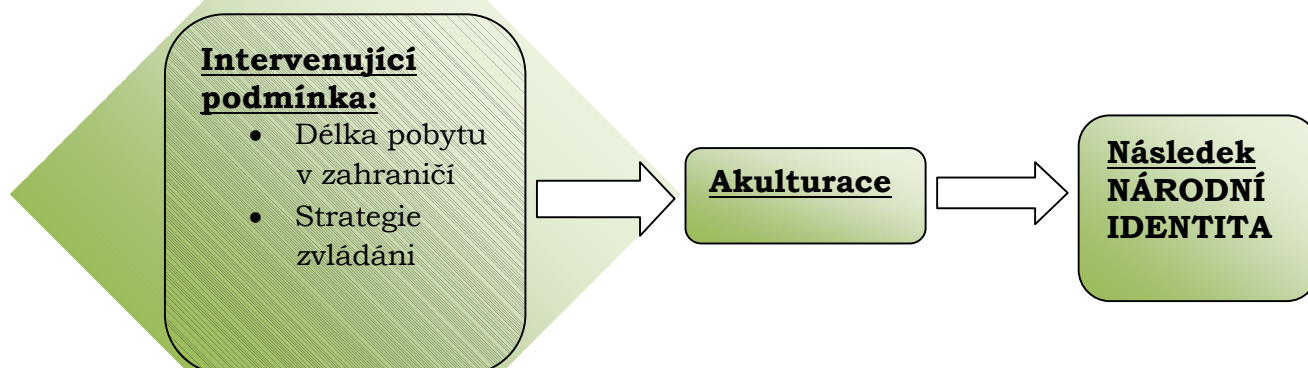 Intervenující
podmínka:
• Délka pobytu
v zahraničí
• Strategie
zvládáni
Akulturace
Následek
NÁRODNÍ
IDENTITA